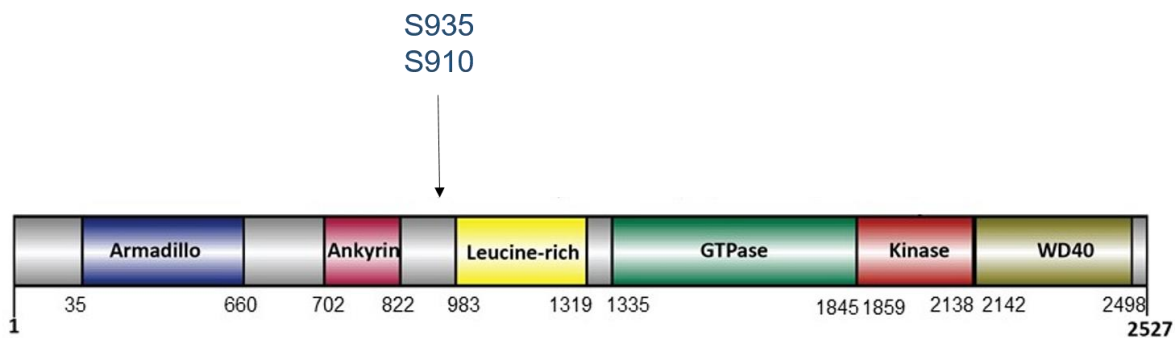 S935
S910
Armadillo Ankyrin Leucine-rich GTPase Kinase WD40
35 660 702 822 983 1319 1335 1845 1859 2138 2142 2498
1 2527